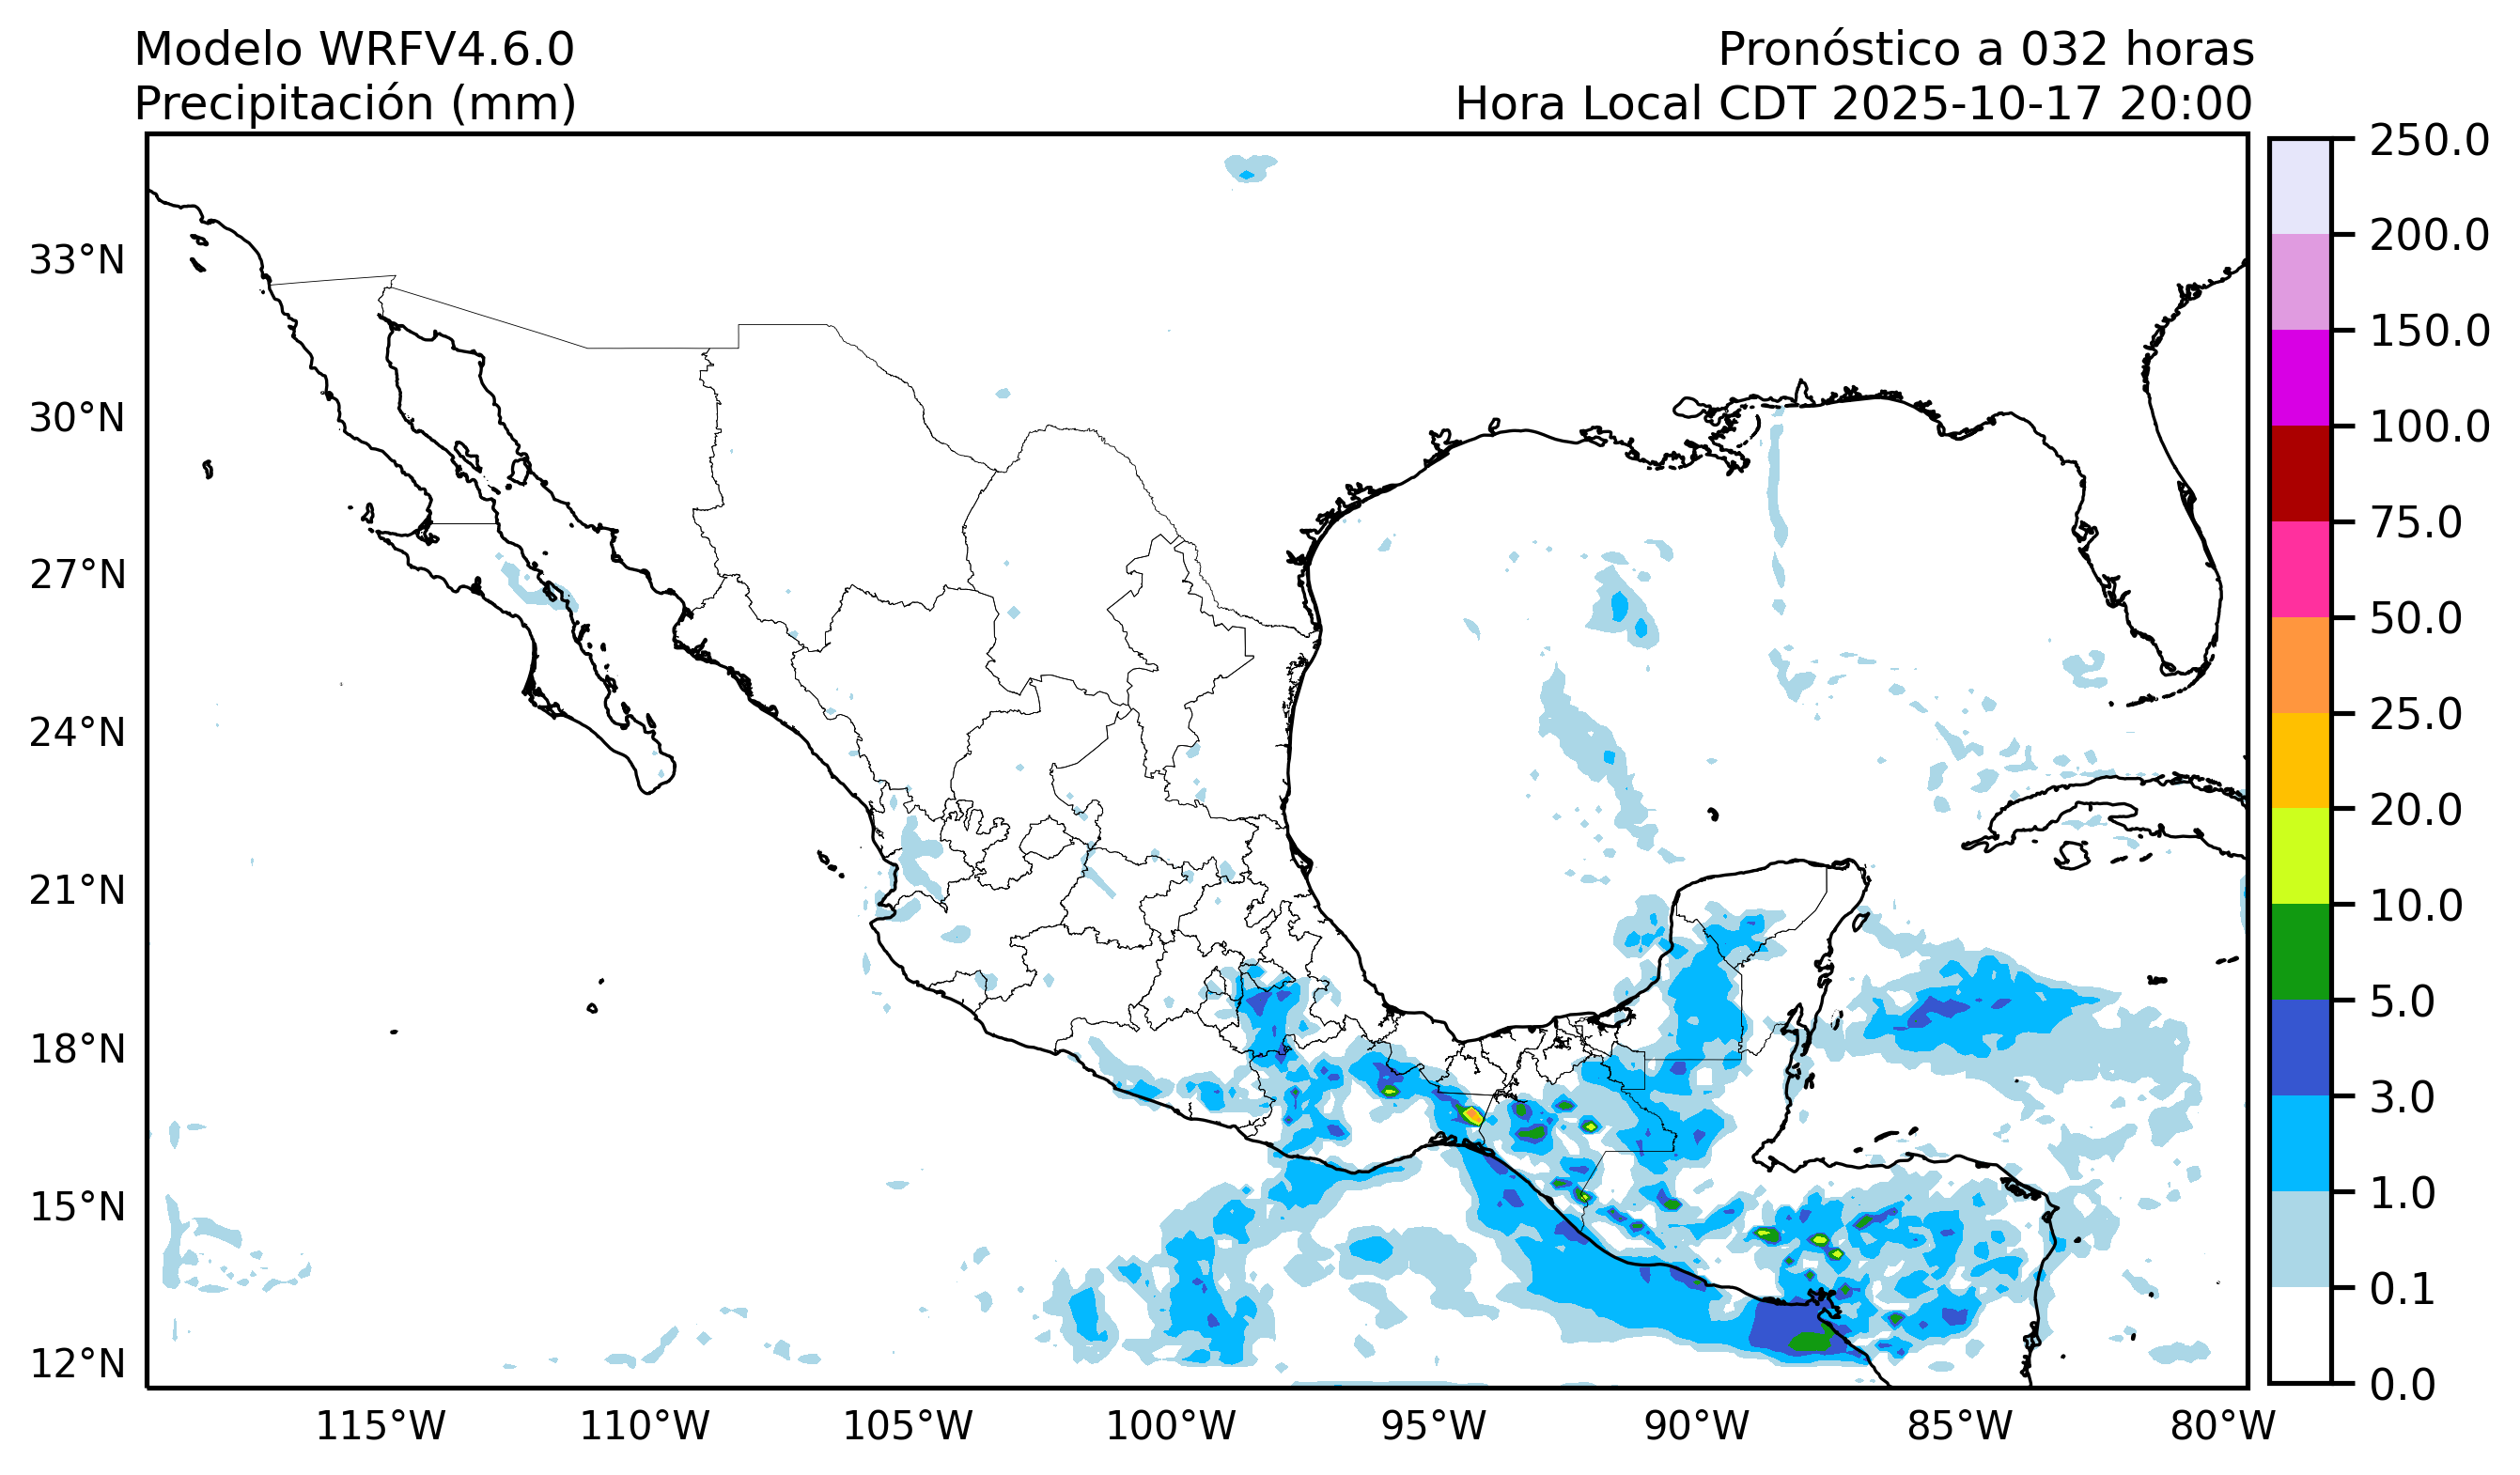 Modelo WRFV4.6.0
Precipitación (mm)
Pronóstico a 032 horas
Hora Local CDT 2025-10-17 20:00
33°N
30°N
27°N
24°N
21°N
18°N
15°N
12°N
115°W
110°W
105°W
100°W
95°W
90°W
85°W
80°W
250.0
200.0
150.0
100.0
75.0
50.0
25.0
20.0
10.0
5.0
3.0
1.0
0.1
0.0